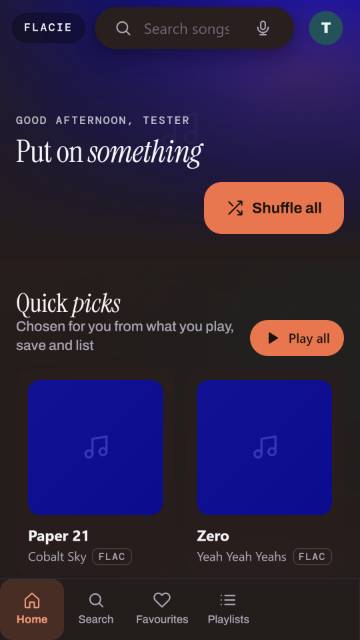 FLACIE
Search songs
T
GOOD AFTERNOON, TESTER
Put on something
Shuffle all
Quick picks
Chosen for you from what you play,
save and list
Play all
Paper 21
Cobalt Sky FLAC
Zero
Yeah Yeah Yeahs FLAC
Home
Search
Favourites
Playlists